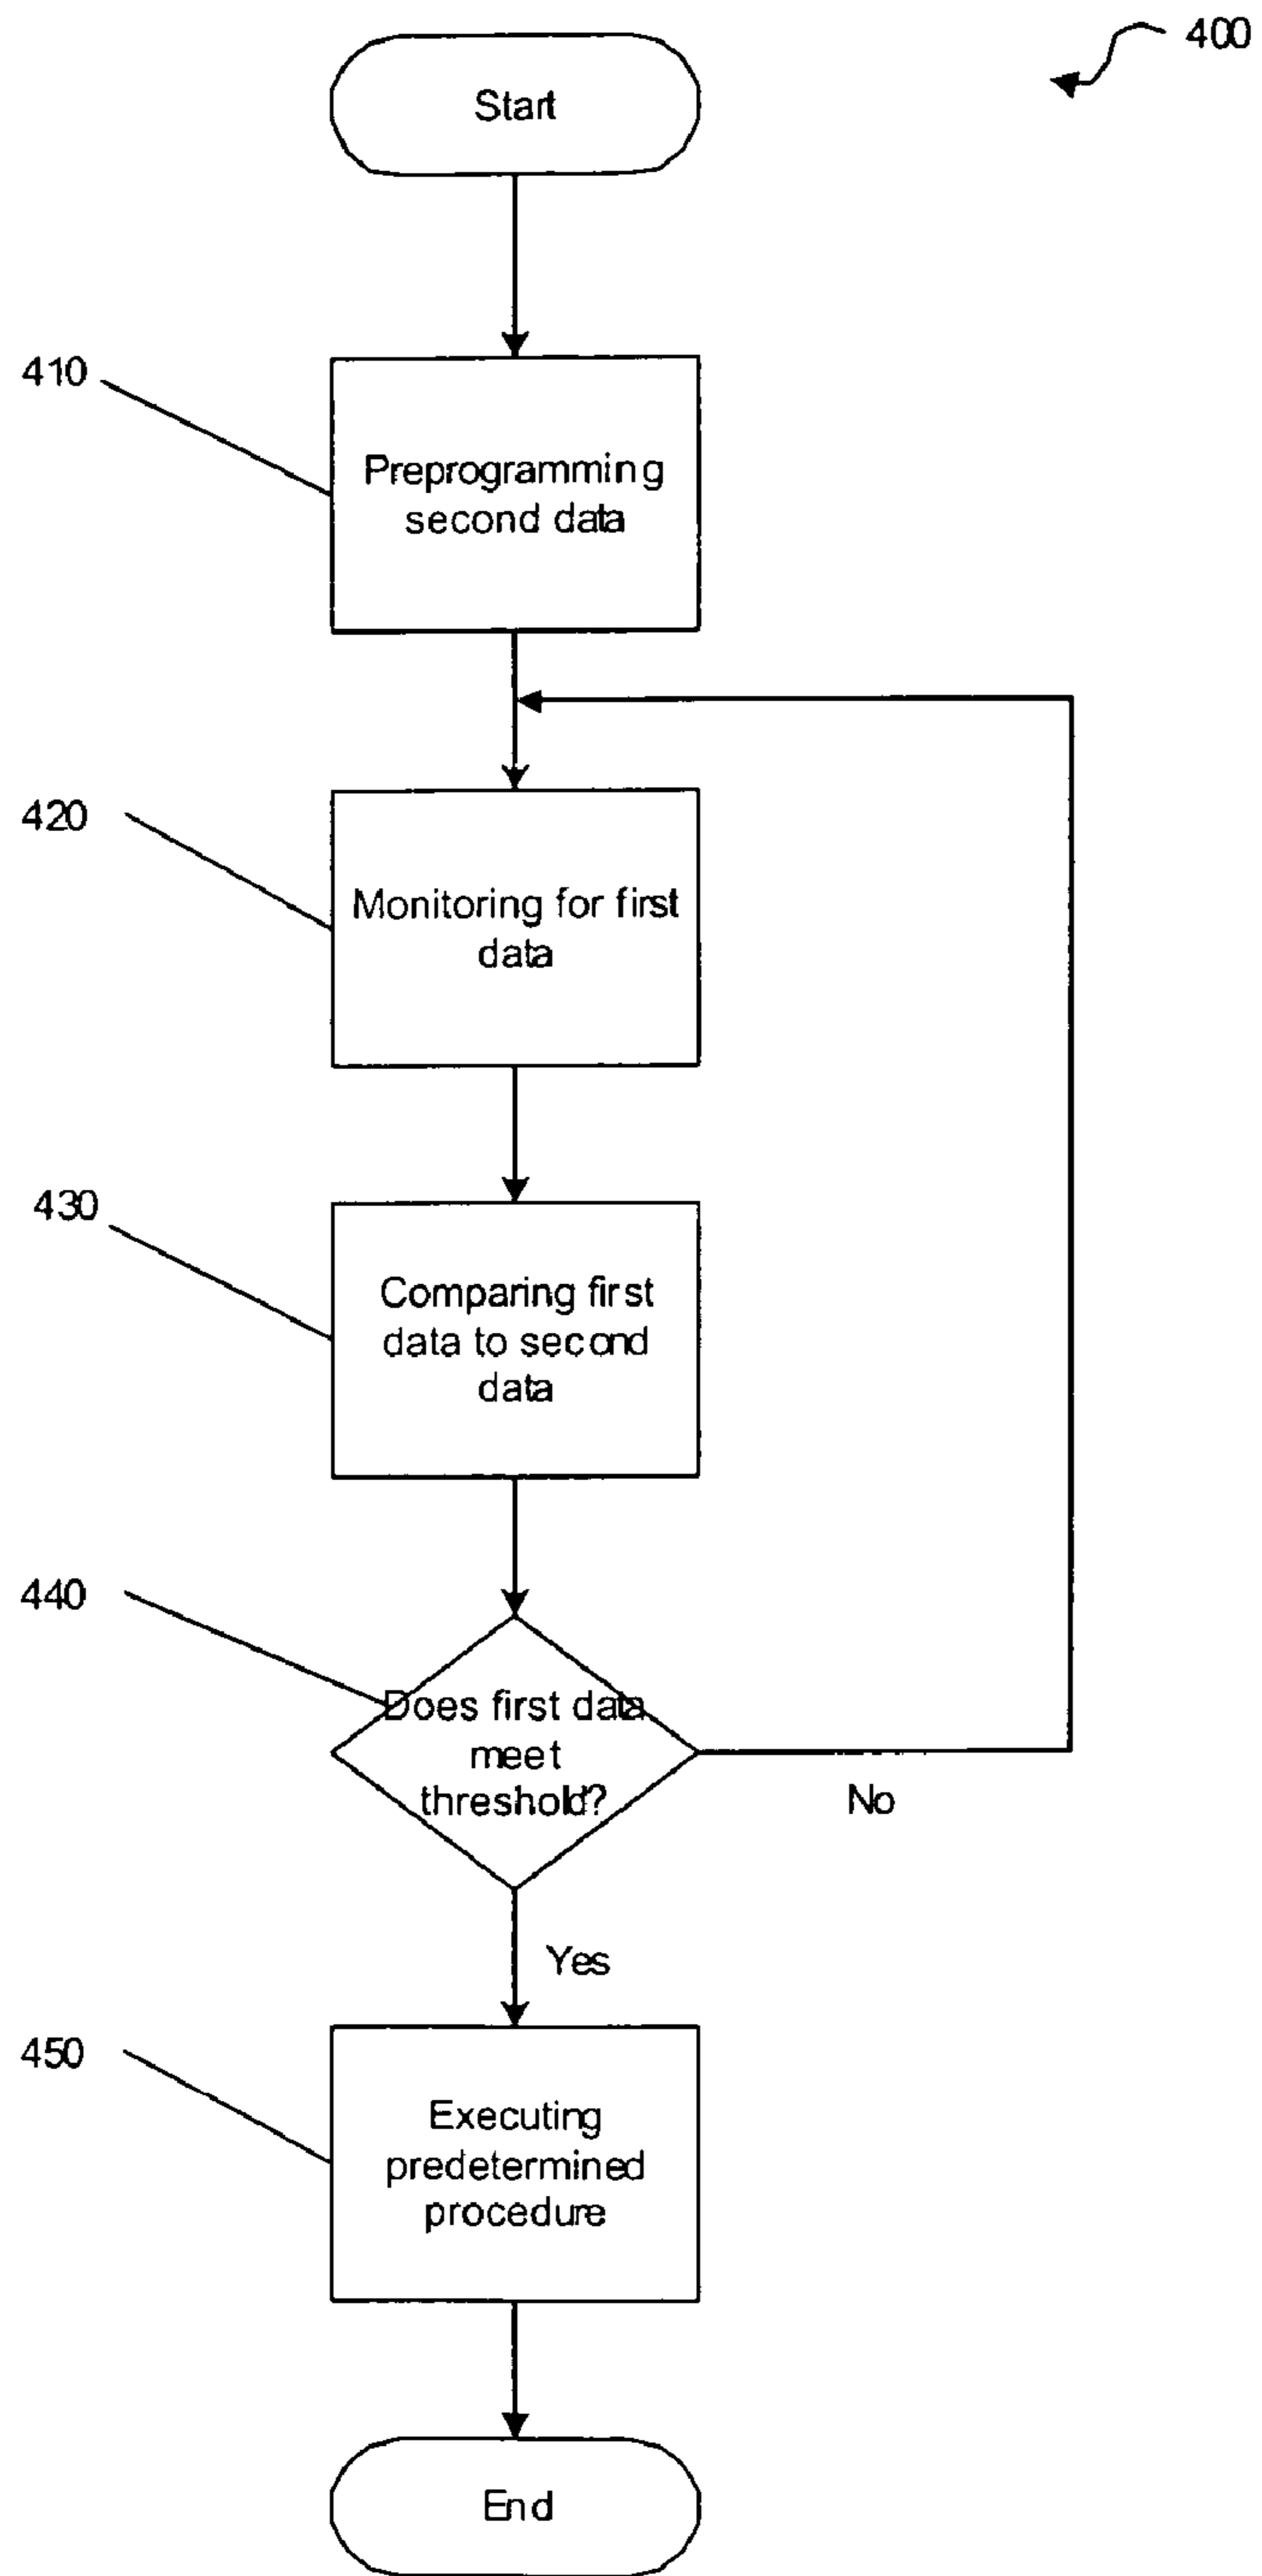 400
Start
410
Preprogramming
second data
420
Monitoring for first
data
430
Comparing first
data to second
data
440
Does first data
meet
threshold?
No
Yes
450
Executing
predetermined
procedure
End